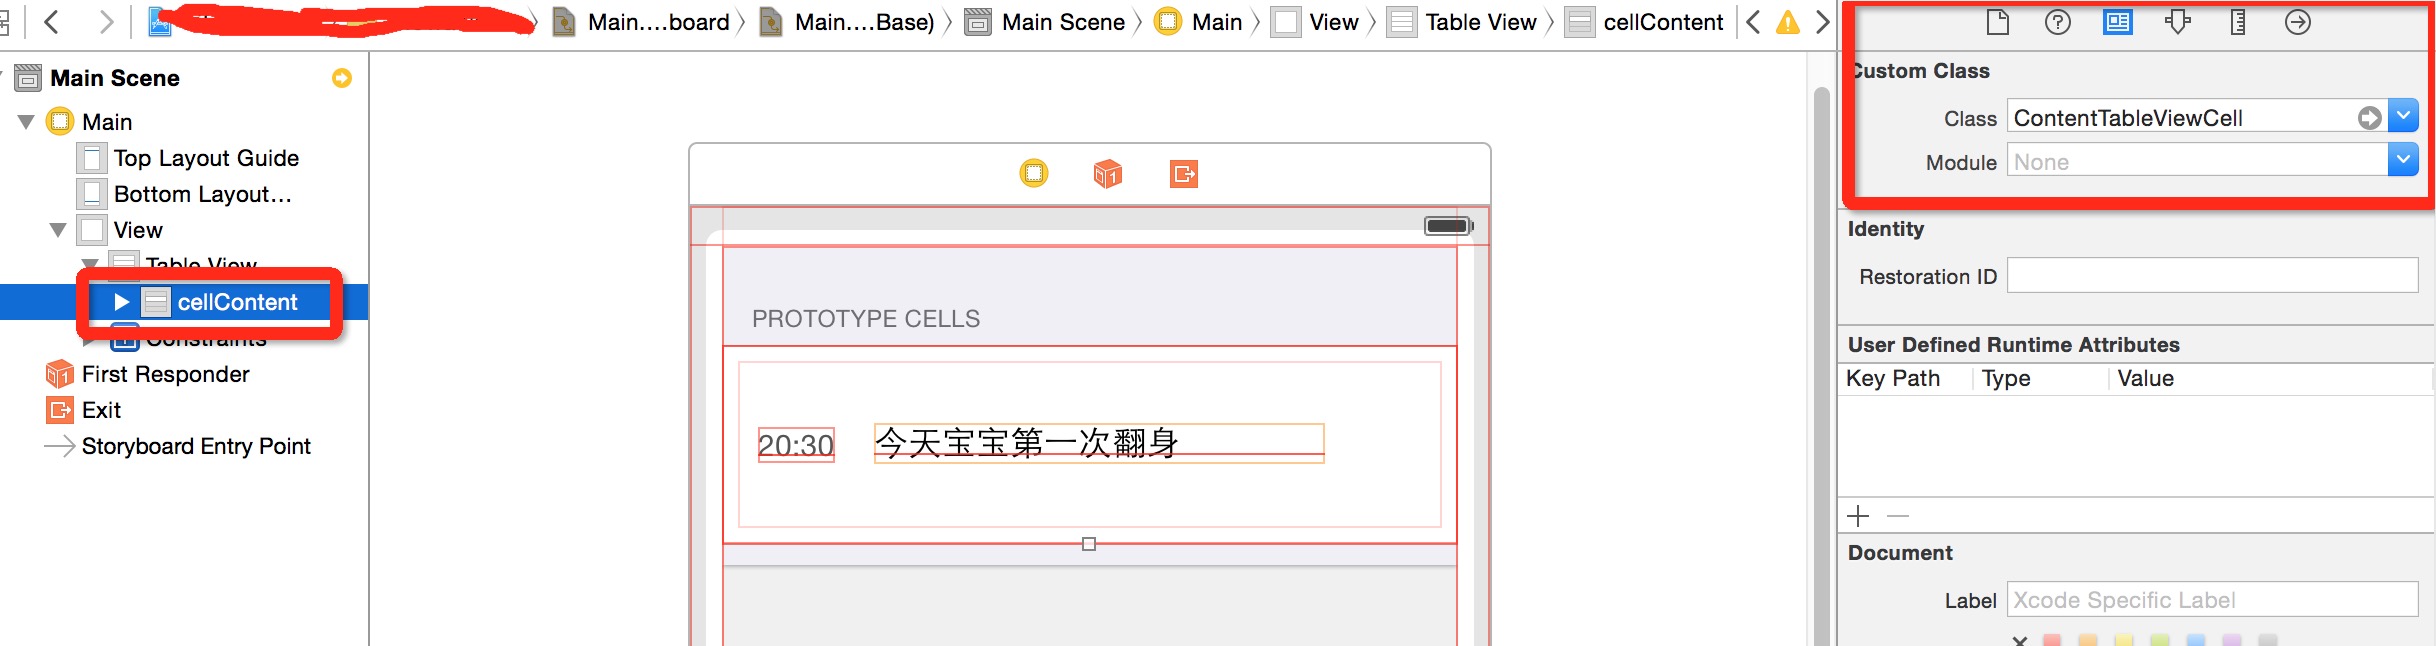 Main....board
Main....Base)
Main Scene
Main
View
Table View
cellContent
Main Scene
Main
Top Layout Guide
Bottom Layout...
View
Table View
cellContent
Constraints
First Responder
Exit
Storyboard Entry Point
PROTOTYPE CELLS
20:30
今天宝宝第一次翻身
Custom Class
Class ContentTableViewCell
Module None
Identity
Restoration ID
User Defined Runtime Attributes
Key Path Type Value
Document
Label Xcode Specific Label